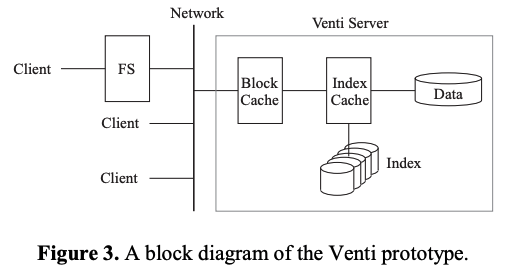 Network
Venti Server
Client
FS
Block
Cache
Index
Cache
Data
Client
Index
Client
Figure 3. A block diagram of the Venti prototype.